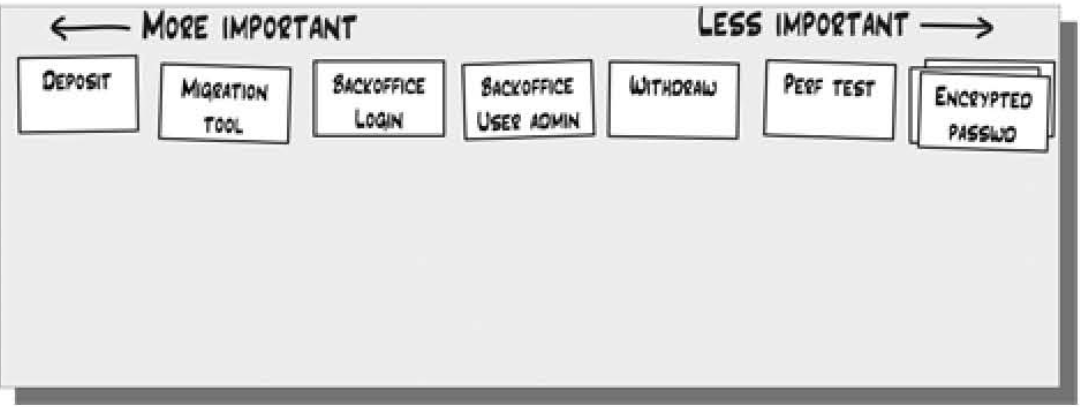 ← MORE IMPORTANT
LESS IMPORTANT →
DEPOSIT
MIGRATION
TOOL
BACKOFFICE
LOGIN
BACKOFFICE
USER ADMIN
WITHDRAW
PERF TEST
ENCRYPTED
PASSWD